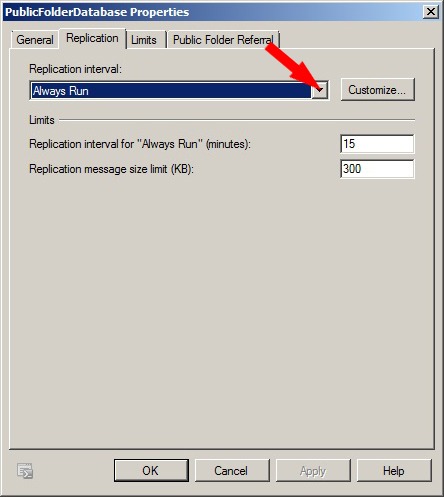 PublicFolderDatabase Properties
General Replication Limits Public Folder Referral
Replication interval:
Always Run Customize...
Limits
Replication interval for "Always Run" (minutes): 15
Replication message size limit (KB): 300
OK Cancel Apply Help